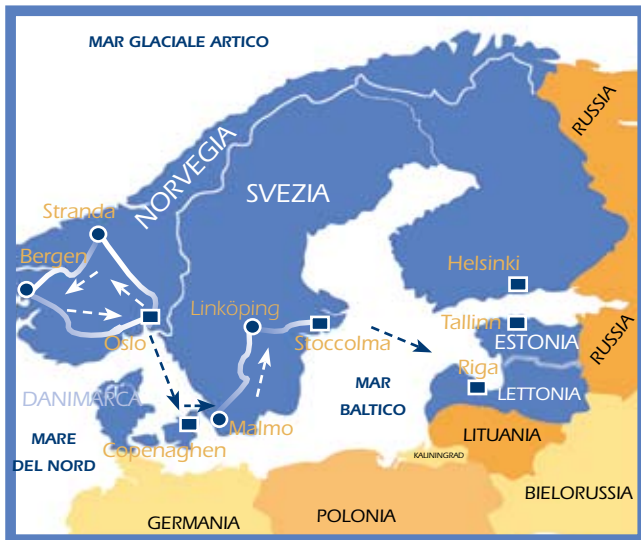 MAR GLACIALE ARTICO
RUSSIA
NORVEGIA
SVEZIA
Stranda
Bergen
Helsinki
Linköping
Tallinn
Oslo
Stoccolma
ESTONIA
RUSSIA
Riga
DANIMARCA
MAR
BALTICO
LETTONIA
Malmo
MARE
DEL NORD
Copenaghen
LITUANIA
KALININGRAD
BIELORUSSIA
GERMANIA
POLONIA